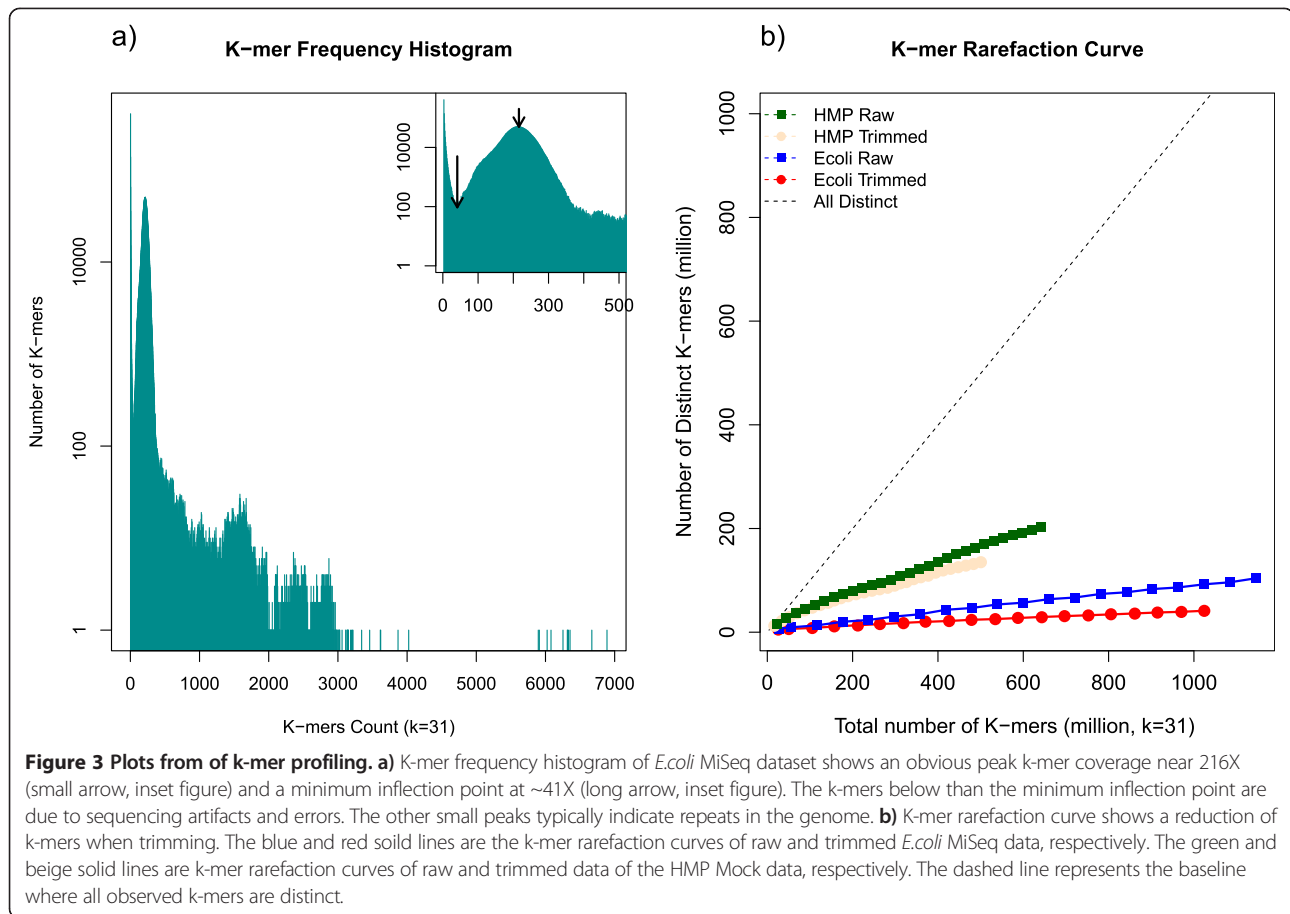 a)
K−mer Frequency Histogram
Number of K−mers
1
100
10000
0
1000
2000
3000
4000
5000
6000
7000
K−mers Count (k=31)
1
100
10000
0
100
300
500
b)
K−mer Rarefaction Curve
HMP Raw
HMP Trimmed
Ecoli Raw
Ecoli Trimmed
All Distinct
Number of Distinct K−mers (million)
0
200
400
600
800
1000
0
200
400
600
800
1000
Total number of K−mers (million, k=31)
Figure 3 Plots from of k-mer profiling. a) K-mer frequency histogram of E.coli MiSeq dataset shows an obvious peak k-mer coverage near 216X
(small arrow, inset figure) and a minimum inflection point at ~41X (long arrow, inset figure). The k-mers below than the minimum inflection point are
due to sequencing artifacts and errors. The other small peaks typically indicate repeats in the genome. b) K-mer rarefaction curve shows a reduction of
k-mers when trimming. The blue and red soild lines are the k-mer rarefaction curves of raw and trimmed E.coli MiSeq data, respectively. The green and
beige solid lines are k-mer rarefaction curves of raw and trimmed data of the HMP Mock data, respectively. The dashed line represents the baseline
where all observed k-mers are distinct.